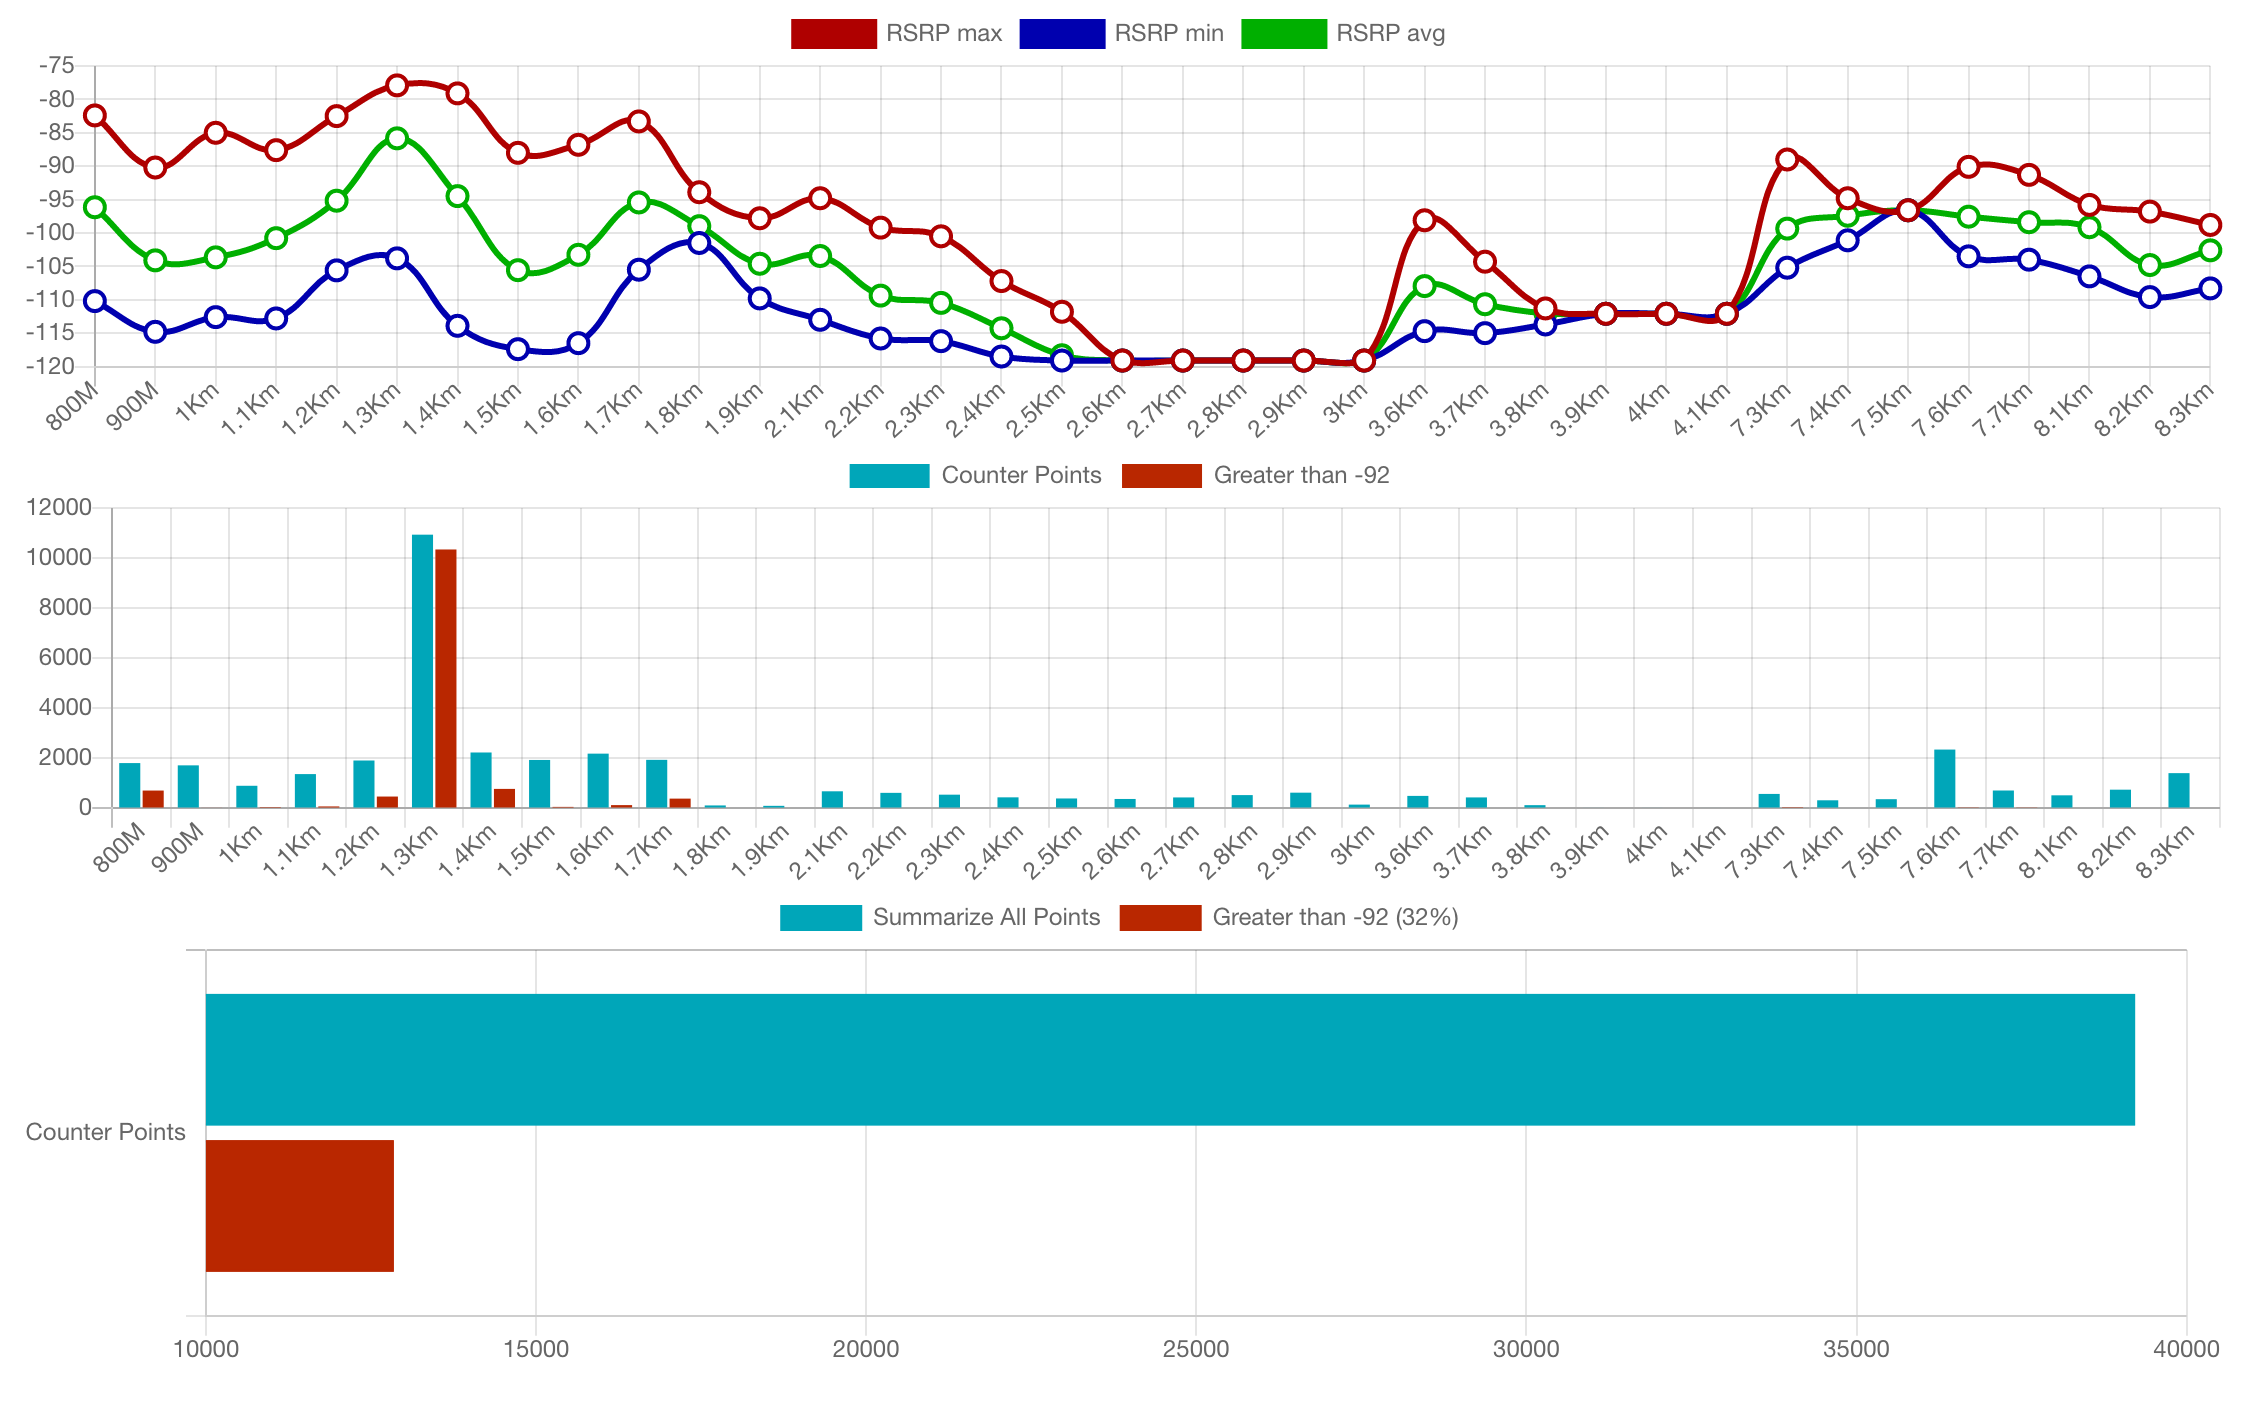 RSRP max RSRP min RSRP avg
-75
-80
-85
-90
-95
-100
-105
-110
-115
-120
800M 900M 1Km 1.1Km 1.2Km 1.3Km 1.4Km 1.5Km 1.6Km 1.7Km 1.8Km 1.9Km 2.1Km 2.2Km 2.3Km 2.4Km 2.5Km 2.6Km 2.7Km 2.8Km 2.9Km 3Km 3.6Km 3.7Km 3.8Km 3.9Km 4Km 4.1Km 7.3Km 7.4Km 7.5Km 7.6Km 7.7Km 8.1Km 8.2Km 8.3Km
Counter Points Greater than -92
12000
10000
8000
6000
4000
2000
0
800M 900M 1Km 1.1Km 1.2Km 1.3Km 1.4Km 1.5Km 1.6Km 1.7Km 1.8Km 1.9Km 2.1Km 2.2Km 2.3Km 2.4Km 2.5Km 2.6Km 2.7Km 2.8Km 2.9Km 3Km 3.6Km 3.7Km 3.8Km 3.9Km 4Km 4.1Km 7.3Km 7.4Km 7.5Km 7.6Km 7.7Km 8.1Km 8.2Km 8.3Km
Summarize All Points Greater than -92 (32%)
Counter Points
10000 15000 20000 25000 30000 35000 40000